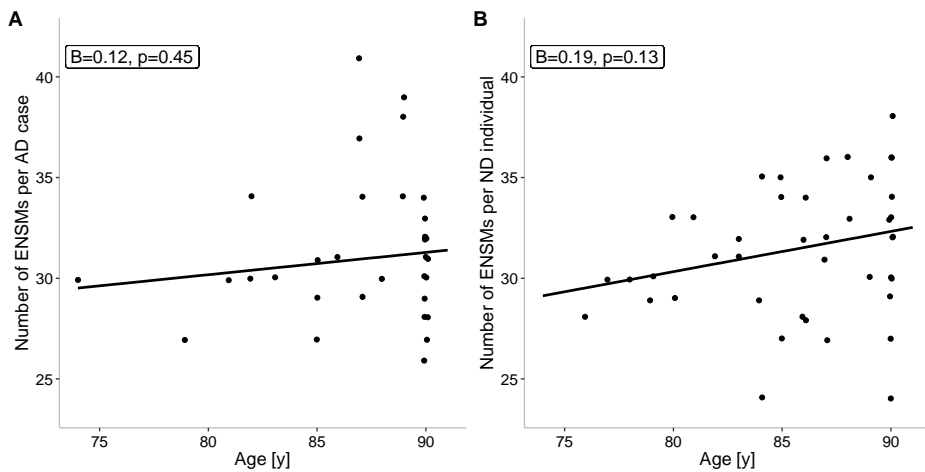 A
B=0.12, p=0.45
Number of ENSMs per AD case
40
35
30
25
75
80
85
90
Age [y]
B
B=0.19, p=0.13
Number of ENSMs per ND individual
40
35
30
25
75
80
85
90
Age [y]